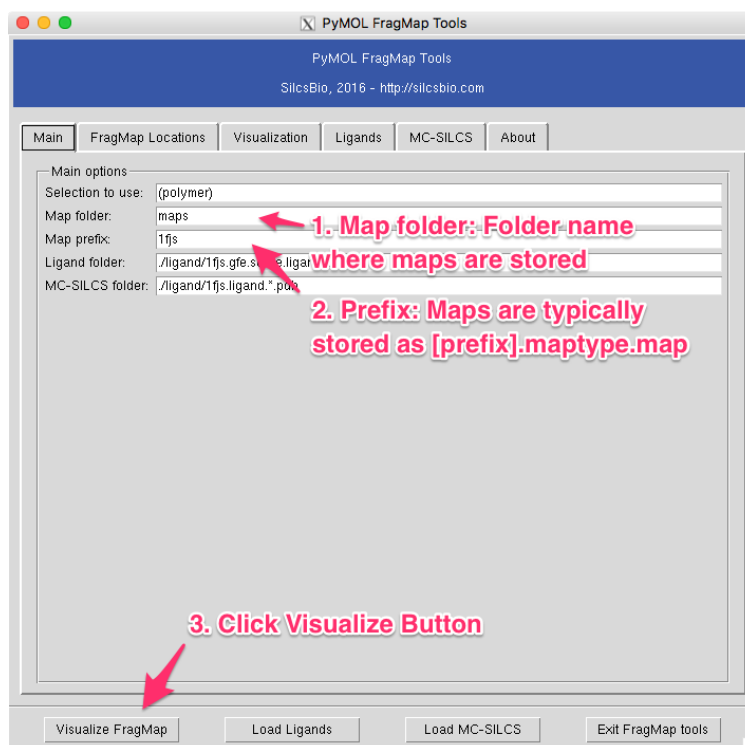 PyMOL FragMap Tools
PyMOL FragMap Tools
SilcsBio, 2016 - http://silcsbio.com
Main FragMap Locations Visualization Ligands MC-SILCS About
Main options
Selection to use: (polymer)
Map folder: maps
1. Map folder: Folder name
where maps are stored
Map prefix: 1fjs
Ligand folder:
MC-SILCS folder: ./ligand/1fjs.ligand.*.pdb
2. Prefix: Maps are typically
stored as [prefix].maptype.map
3. Click Visualize Button
Visualize FragMap Load Ligands Load MC-SILCS Exit FragMap tools